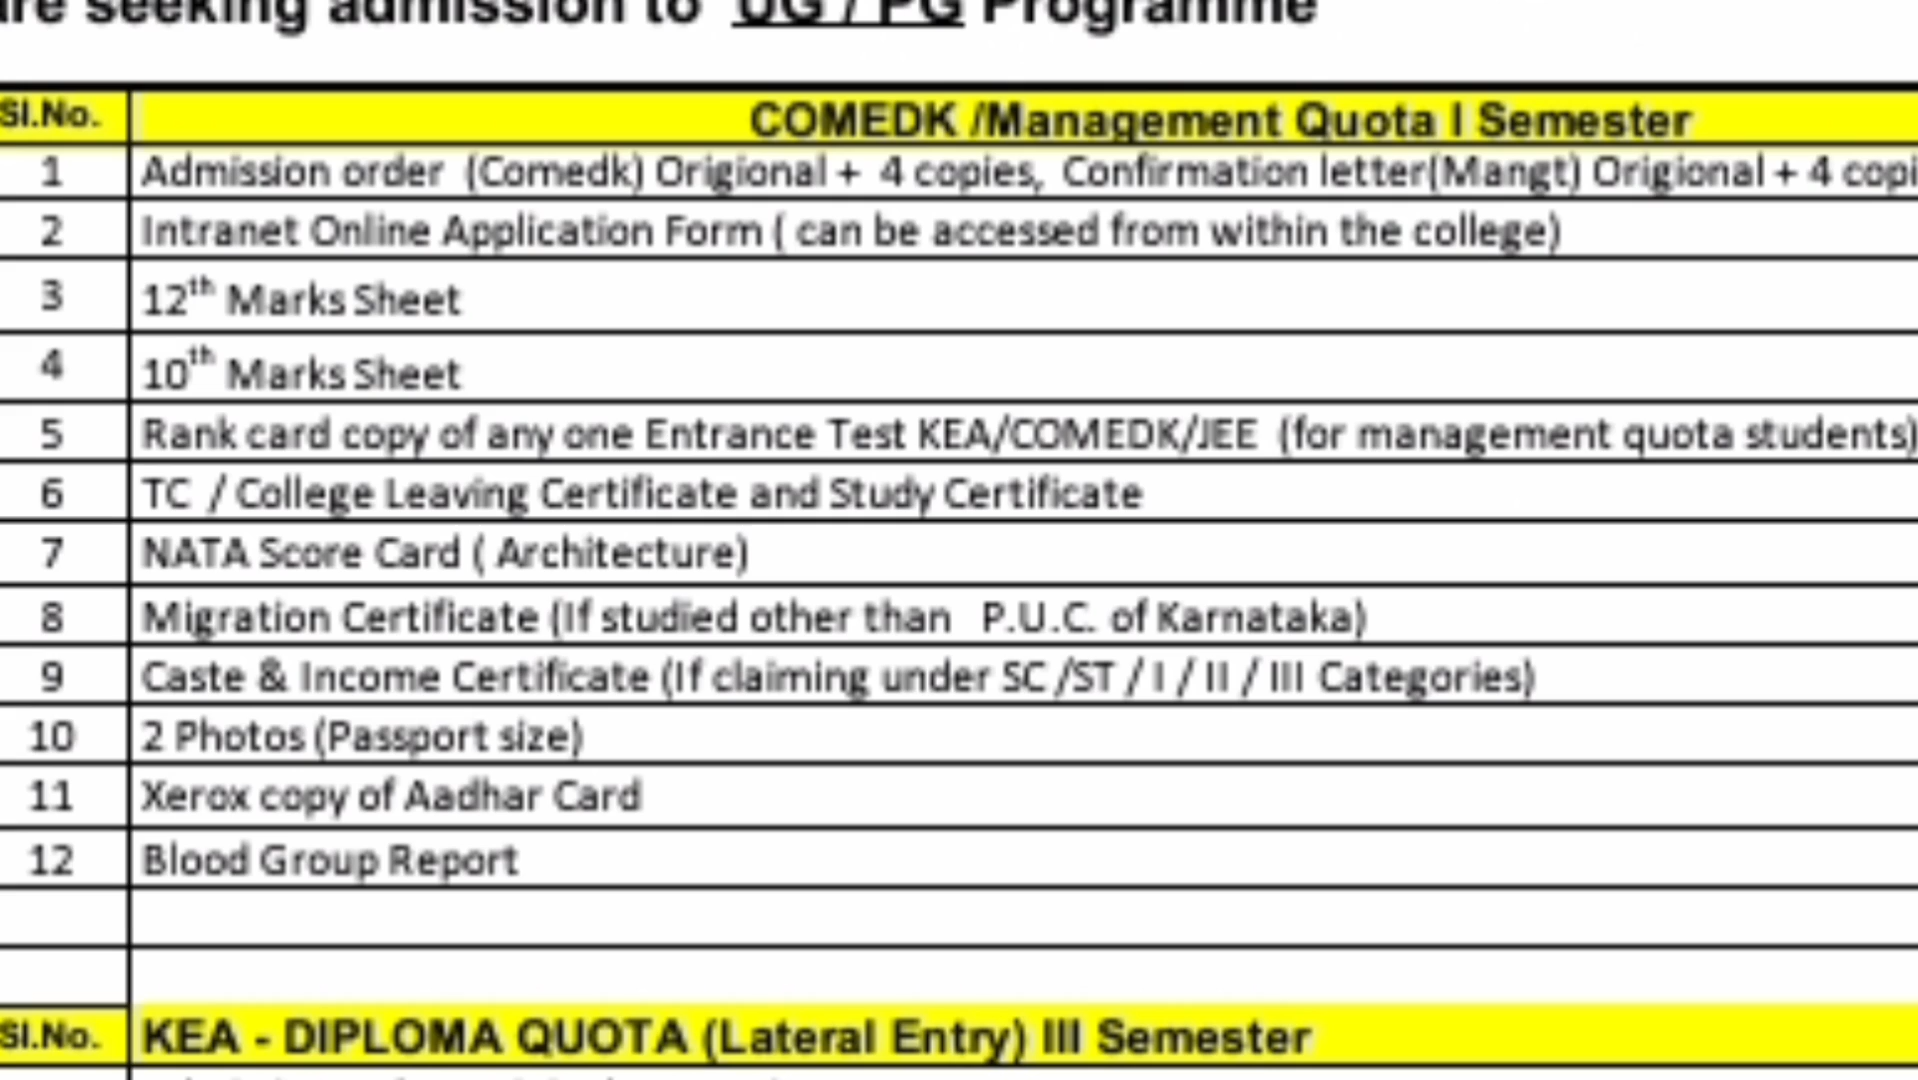 are seeking admission to UG / PG Programme
Sl.No. COMEDK /Management Quota I Semester
1 Admission order (Comedk) Origional + 4 copies, Confirmation letter(Mangt) Origional + 4 copi
2 Intranet Online Application Form ( can be accessed from within the college)
3 12th Marks Sheet
4 10th Marks Sheet
5 Rank card copy of any one Entrance Test KEA/COMEDK/JEE (for management quota students)
6 TC / College Leaving Certificate and Study Certificate
7 NATA Score Card ( Architecture)
8 Migration Certificate (If studied other than P.U.C. of Karnataka)
9 Caste & Income Certificate (If claiming under SC /ST / I / II / III Categories)
10 2 Photos (Passport size)
11 Xerox copy of Aadhar Card
12 Blood Group Report
Sl.No. KEA - DIPLOMA QUOTA (Lateral Entry) III Semester